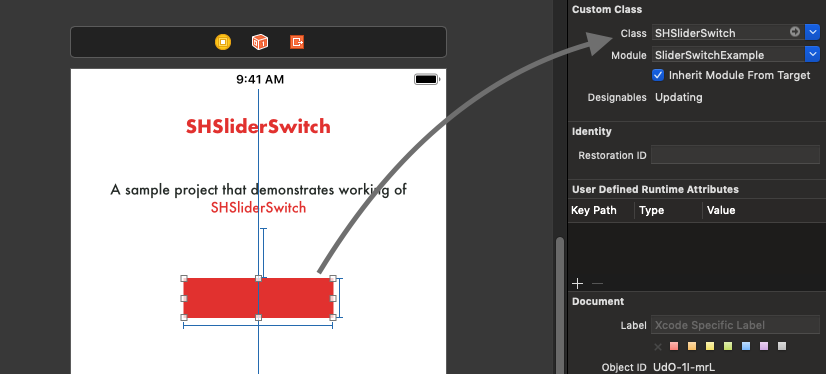 9:41 AM
SHSliderSwitch
A sample project that demonstrates working of
SHSliderSwitch
Custom Class
Class SHSliderSwitch
Module SliderSwitchExample
Inherit Module From Target
Designables Updating
Identity
Restoration ID
User Defined Runtime Attributes
Key Path Type Value
Document
Label Xcode Specific Label
Object ID UdO-1I-mrL